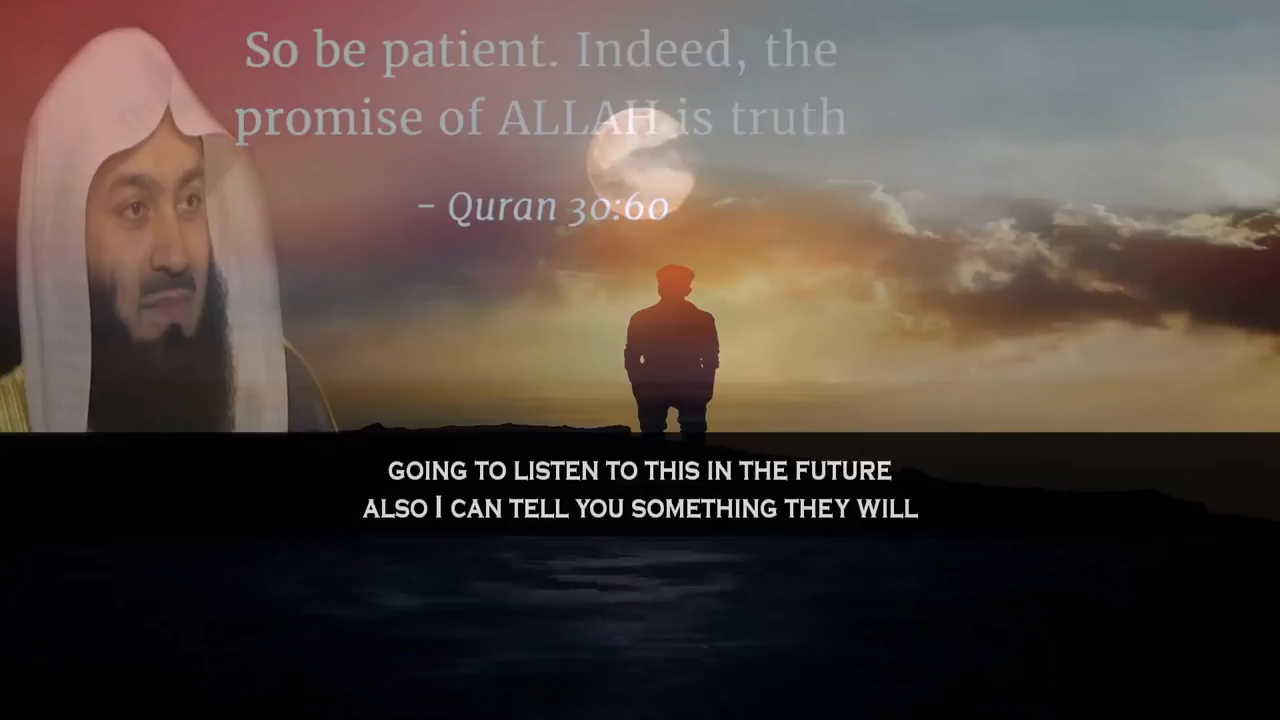 So be patient. Indeed, the
promise of ALLAH is truth
– Quran 30:60
GOING TO LISTEN TO THIS IN THE FUTURE
ALSO I CAN TELL YOU SOMETHING THEY WILL